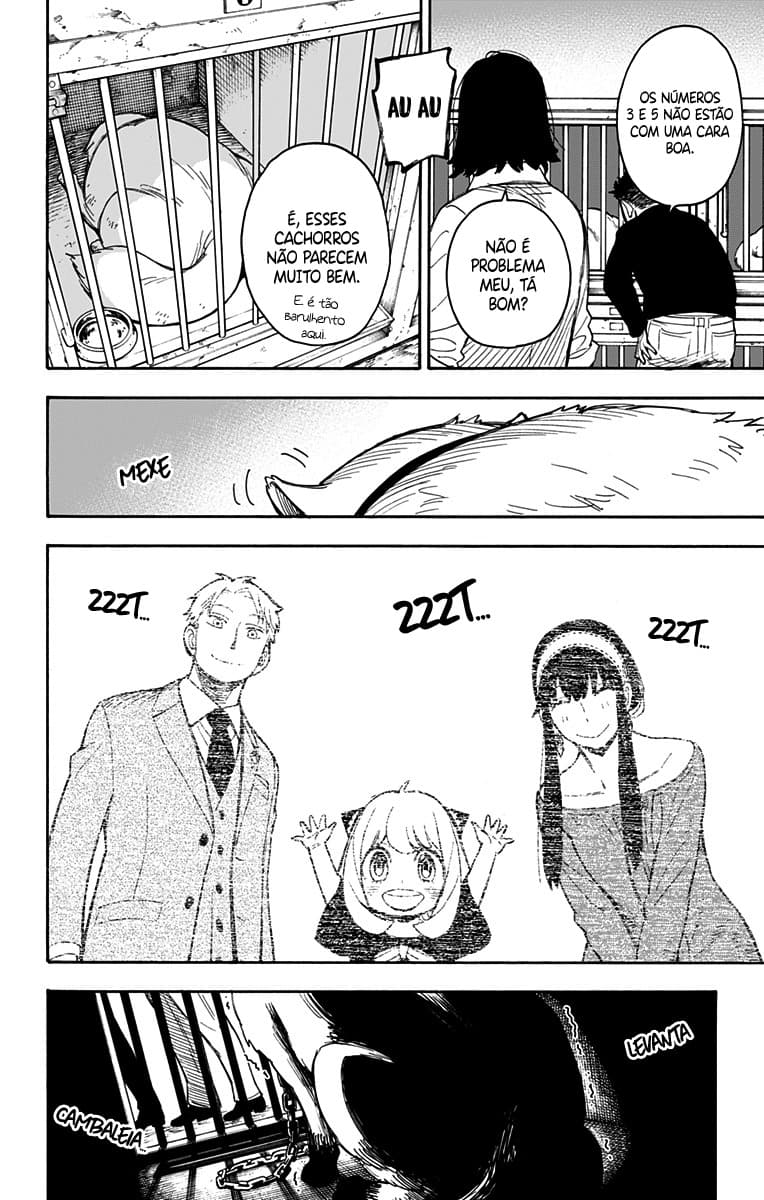 OS NÚMEROS
3 E 5 NÃO ESTÃO
COM UMA CARA
BOA.
NÃO É
PROBLEMA
MEU, TÁ
BOM?
AU AU
É, ESSES
CACHORROS
NÃO PARECEM
MUITO BEM.
E é tão
barulhento
aqui.
MEXE
ZZZT...
ZZZT...
ZZZT...
LEVANTA
CAMBALEIA...